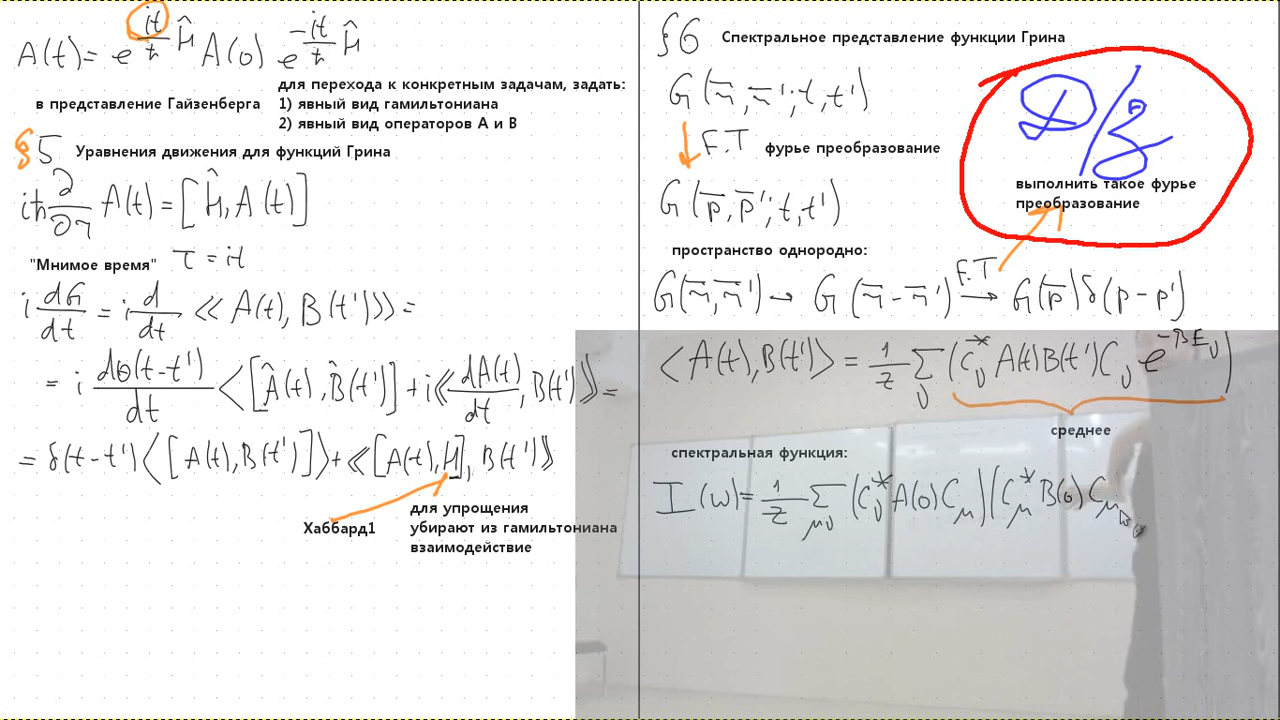 A(t) = e^{it/ħ Ĥ} A(0) e^{-it/ħ Ĥ}
в представление Гайзенберга
для перехода к конкретным задачам, задать:
1) явный вид гамильтониана
2) явный вид операторов А и В
§5 Уравнения движения для функций Грина
iħ ∂/∂τ A(t) = [Ĥ, A(t)]
"Мнимое время" τ = it
i dG/dt = i d/dt << A(t), B(t') >> =
= i dθ(t-t')/dt < [Â(t), B̂(t')] + i << dA(t)/dt, B(t') >> =
= δ(t-t') < [A(t), B(t')] > + << [A(t), H], B(t') >>
Хаббард1
для упрощения
убирают из гамильтониана
взаимодействие
§6 Спектральное представление функции Грина
G(r̄, r̄'; t, t')
F.T фурье преобразование
G(p̄, p̄'; t, t')
Д/З
выполнить такое фурье
преобразование
пространство однородно:
G(r̄, r̄') → G(r̄ - r̄') F.T → G(p̄) δ(p - p')
< A(t), B(t') > = 1/Z Σ_ν (C*_ν A(t) B(t') C_ν e^{-βE_ν})
среднее
спектральная функция:
I(ω) = 1/Z Σ_{μν} (C*_ν A(0) C_μ)(C*_μ B(0) C_μ